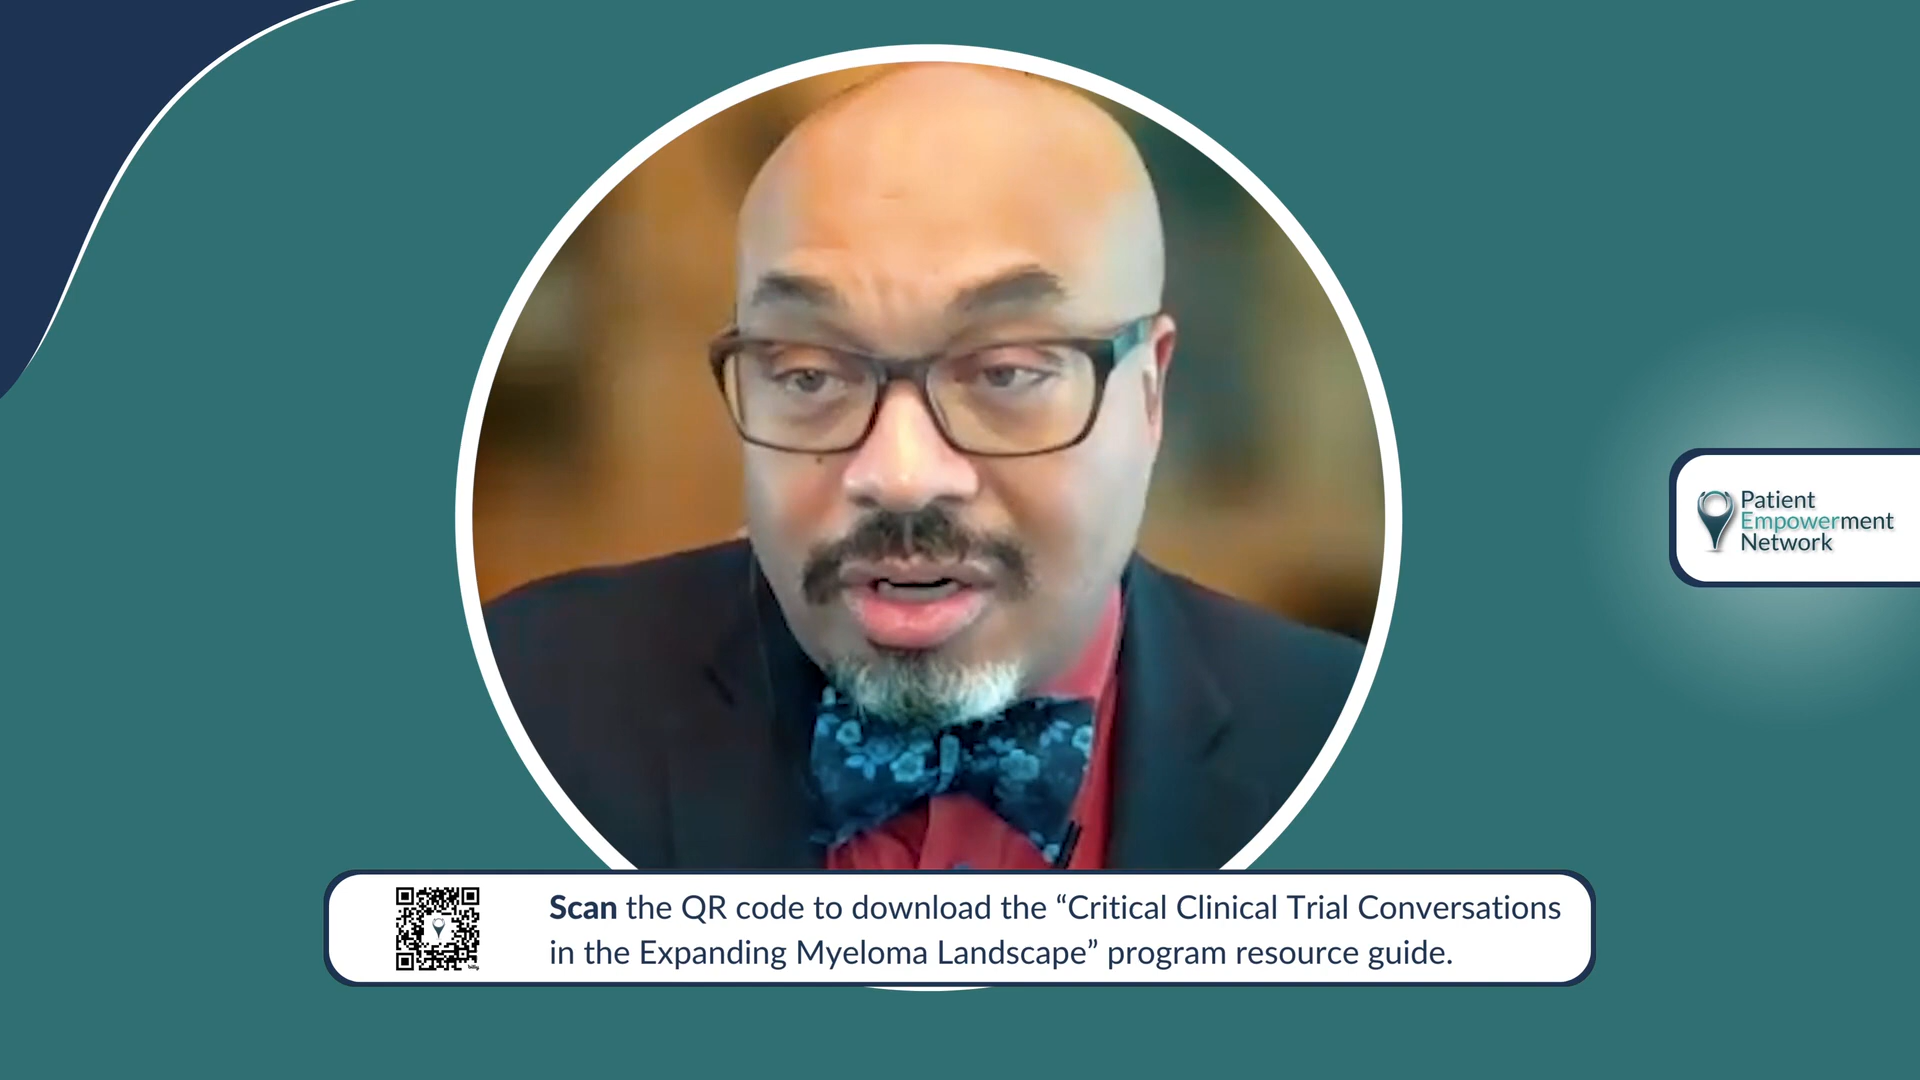 Patient
Empowerment
Network
Scan the QR code to download the “Critical Clinical Trial Conversations
in the Expanding Myeloma Landscape” program resource guide.